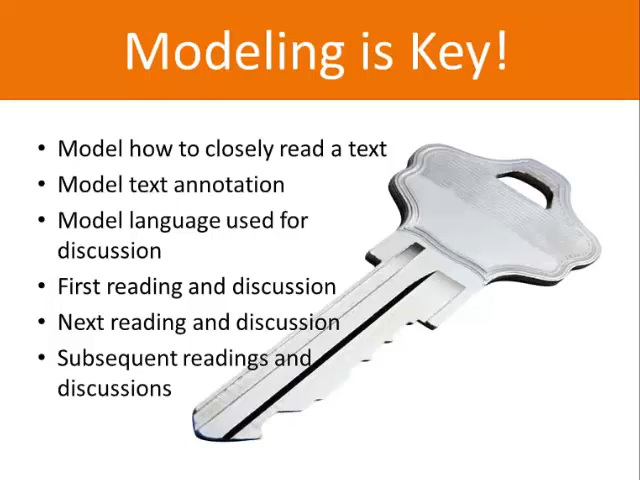 Modeling is Key!
• Model how to closely read a text
• Model text annotation
• Model language used for
discussion
• First reading and discussion
• Next reading and discussion
• Subsequent readings and
discussions